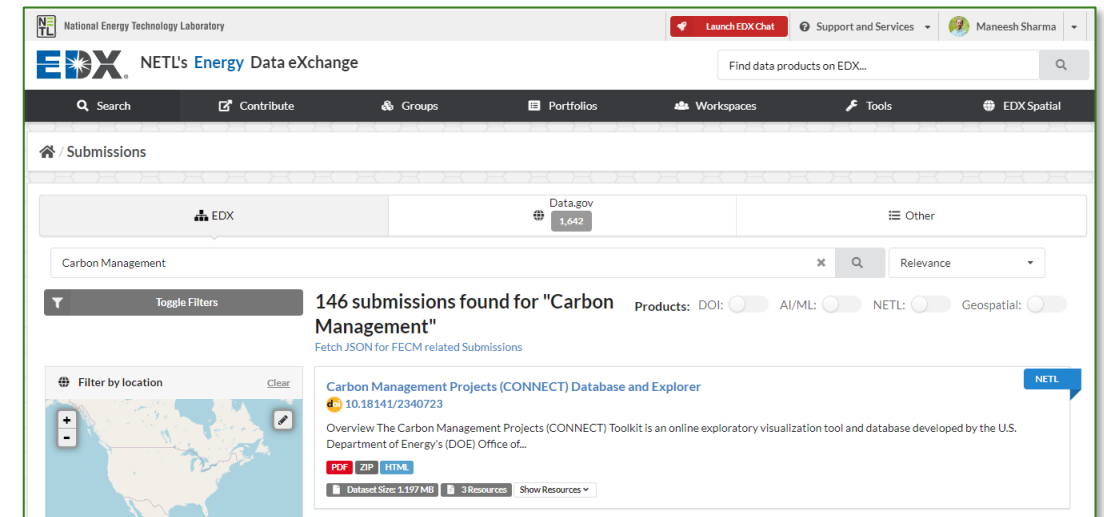 NETL National Energy Technology Laboratory Launch EDX Chat Support and Services Maneesh Sharma
EDX® NETL's Energy Data eXchange Find data products on EDX...
Search Contribute Groups Portfolios Workspaces Tools EDX Spatial
/ Submissions
EDX Data.gov 1,642 Other
Carbon Management Relevance
Toggle Filters 146 submissions found for "Carbon Products: DOI: AI/ML: NETL: Geospatial:
Management"
Fetch JSON for FECM related Submissions
Filter by location Clear Carbon Management Projects (CONNECT) Database and Explorer NETL
doi 10.18141/2340723
+ Overview The Carbon Management Projects (CONNECT) Toolkit is an online exploratory visualization tool and database developed by the U.S.
- Department of Energy's (DOE) Office of...
PDF ZIP HTML
Dataset Size: 1.197 MB 3 Resources Show Resources